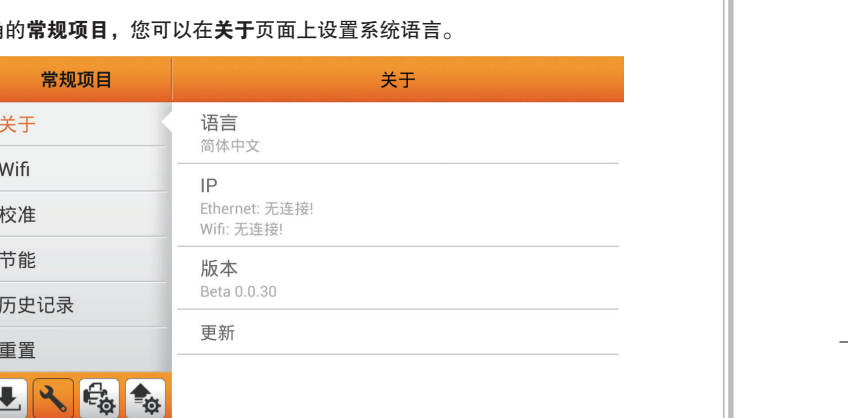 的常规项目，您可以在关于页面上设置系统语言。
常规项目
关于
关于
Wifi
校准
节能
历史记录
重置
语言
简体中文
IP
Ethernet: 无连接!
Wifi: 无连接!
版本
Beta 0.0.30
更新